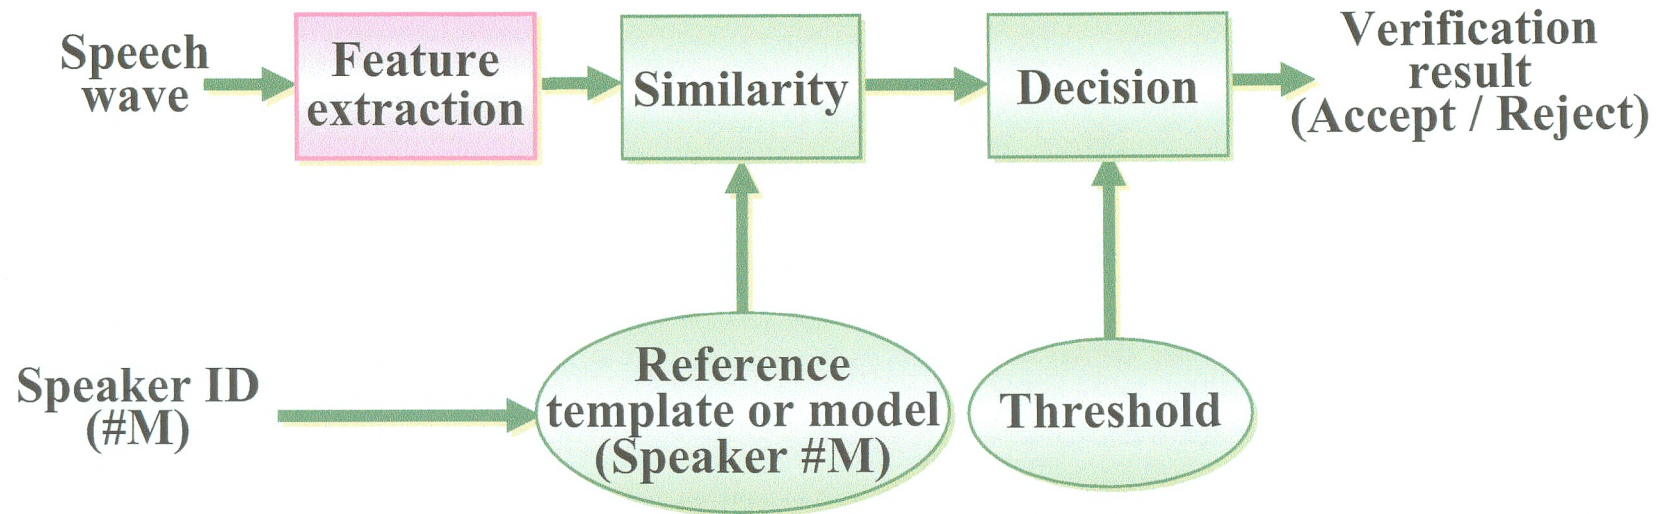 Speech
wave
Feature
extraction
Similarity
Decision
Verification
result
(Accept / Reject)
Speaker ID
(#M)
Reference
template or model
(Speaker #M)
Threshold